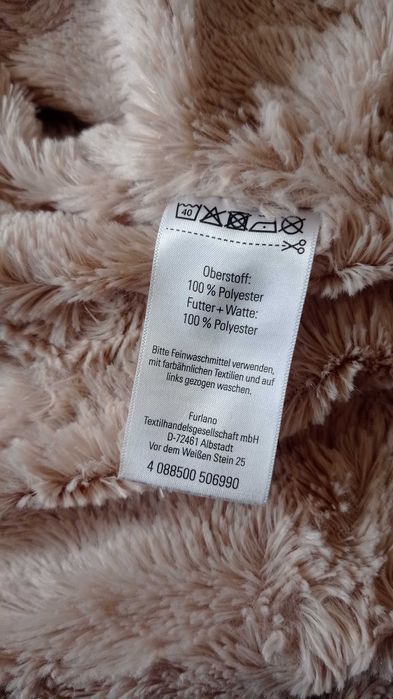 40
Oberstoff:
100 % Polyester
Futter + Watte:
100 % Polyester
Bitte Feinwaschmittel verwenden,
mit farbähnlichen Textilien und auf
links gezogen waschen.
Furlano
Textilhandelsgesellschaft mbH
D-72461 Albstadt
Vor dem Weißen Stein 25
4 088500 506990